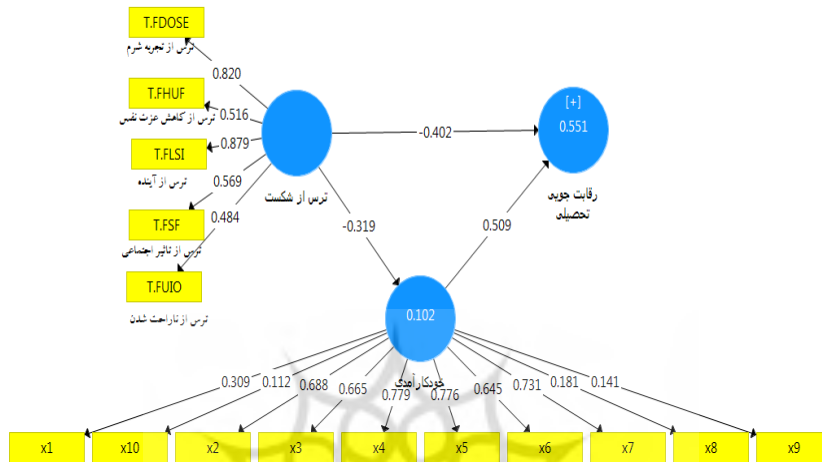 T.FDOSE
ترس از تجربه شرم
0.820
T.FHUF
ترس از کاهش عزت نفس
0.516
T.FLSI
0.879
ترس از آینده
0.569
T.FSF
0.484
ترس از تاثیر اجتماعی
T.FUIO
ترس از ناراحت شدن
ترس از شکست
-0.402
[+]
0.551
رقابت جویی
تحصیلی
-0.319
0.509
0.102
خودکارآمدی
0.309
0.112
0.688
0.665
0.779
0.776
0.645
0.731
0.181
0.141
x1
x10
x2
x3
x4
x5
x6
x7
x8
x9